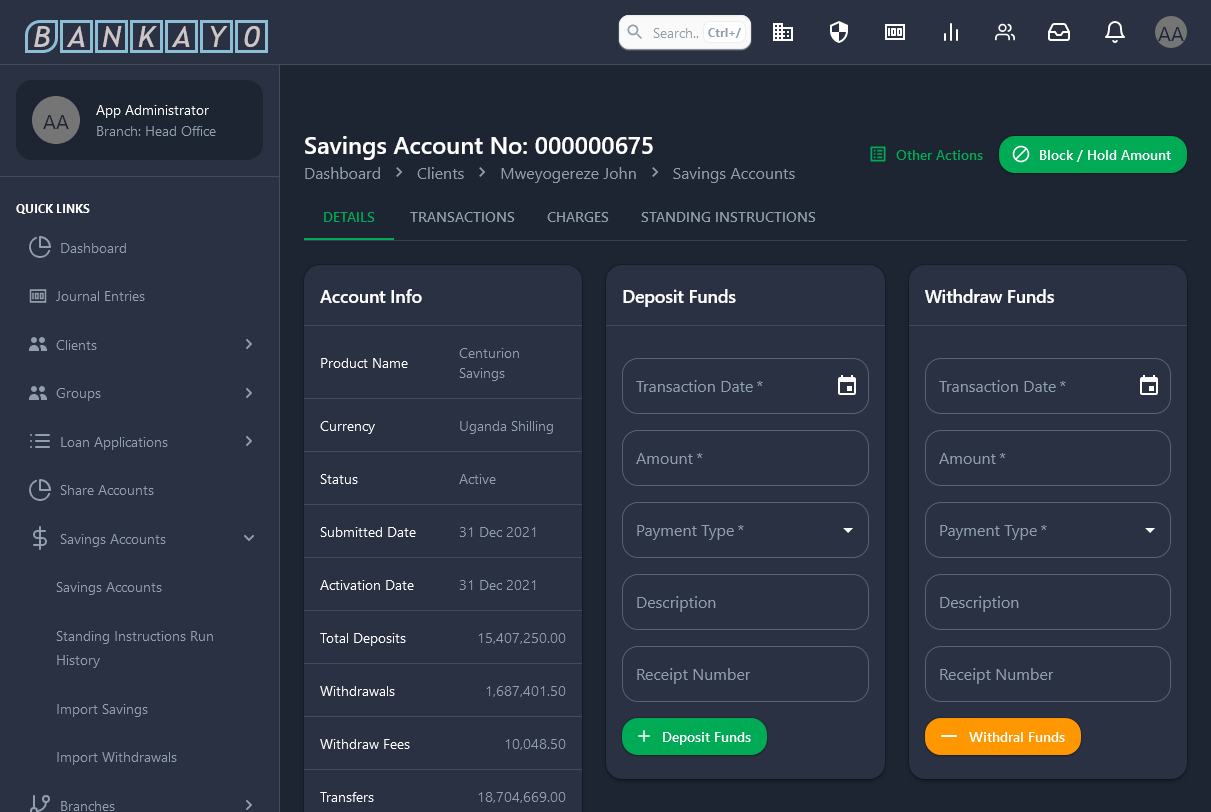 BANKAYO
Search.. Ctrl+/
AA
AA
App Administrator
Branch: Head Office
QUICK LINKS
Dashboard
Journal Entries
Clients
Groups
Loan Applications
Share Accounts
Savings Accounts
Savings Accounts
Standing Instructions Run
History
Import Savings
Import Withdrawals
Branches
Savings Account No: 000000675
Dashboard > Clients > Mweyogereze John > Savings Accounts
Other Actions
Block / Hold Amount
DETAILS TRANSACTIONS CHARGES STANDING INSTRUCTIONS
Account Info
Product Name Centurion
Savings
Currency Uganda Shilling
Status Active
Submitted Date 31 Dec 2021
Activation Date 31 Dec 2021
Total Deposits 15,407,250.00
Withdrawals 1,687,401.50
Withdraw Fees 10,048.50
Transfers 18,704,669.00
Deposit Funds
Transaction Date *
Amount *
Payment Type *
Description
Receipt Number
+ Deposit Funds
Withdraw Funds
Transaction Date *
Amount *
Payment Type *
Description
Receipt Number
— Withdral Funds